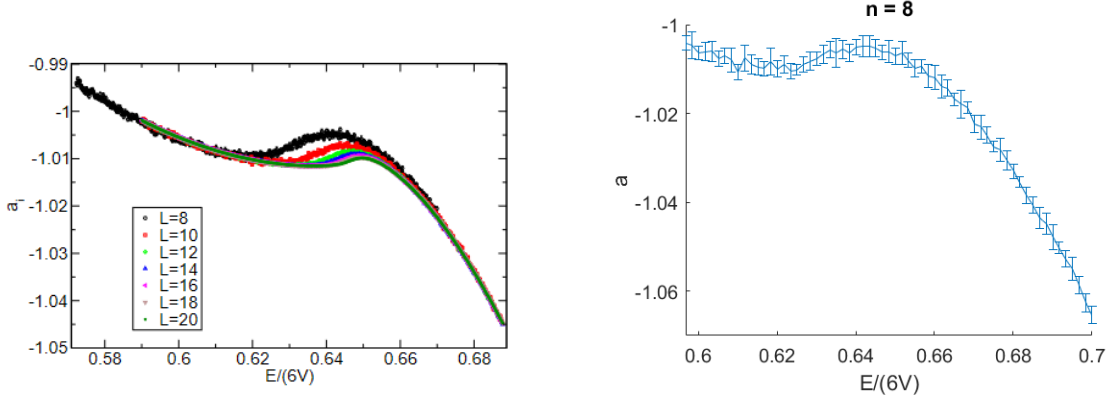 -0.99
-1
-1.01
-1.02
-1.03
-1.04
-1.05
a_i
L=8
L=10
L=12
L=14
L=16
L=18
L=20
0.58
0.6
0.62
0.64
0.66
0.68
E/(6V)
n = 8
-1
-1.02
-1.04
-1.06
a
0.6
0.62
0.64
0.66
0.68
0.7
E/(6V)